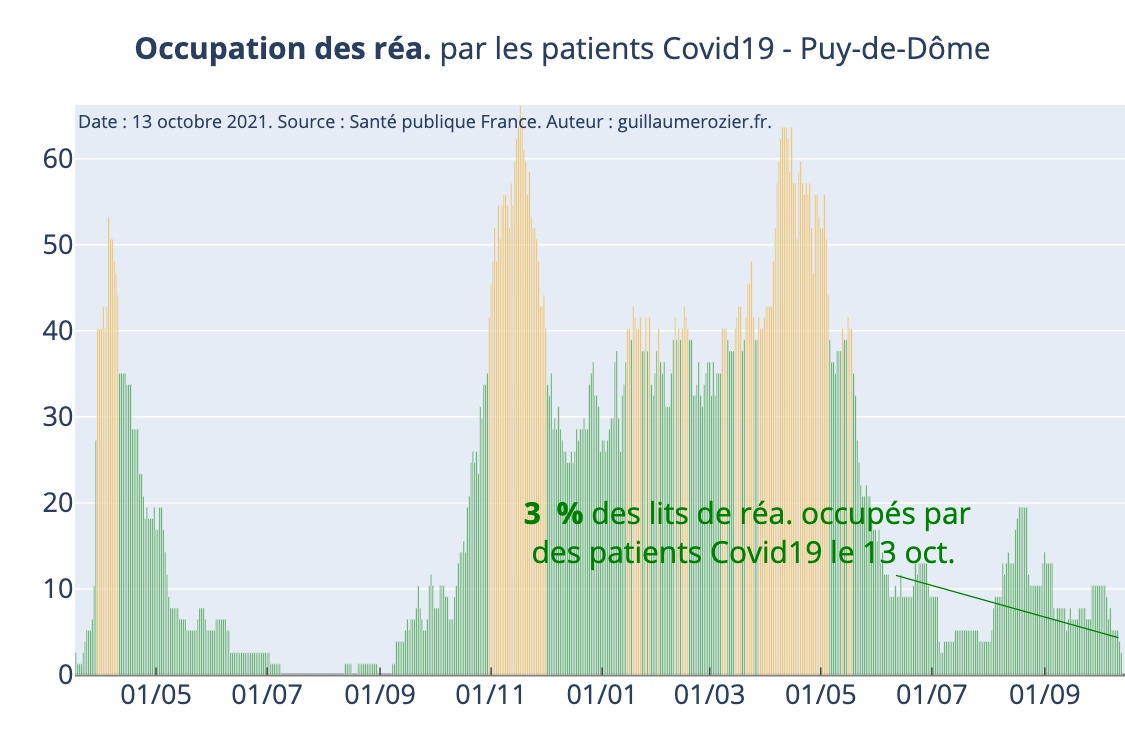 Occupation des réa. par les patients Covid19 - Puy-de-Dôme
Date : 13 octobre 2021. Source : Santé publique France. Auteur : guillaumerozier.fr.
60
50
40
30
20
10
0
3 % des lits de réa. occupés par
des patients Covid19 le 13 oct.
01/05 01/07 01/09 01/11 01/01 01/03 01/05 01/07 01/09